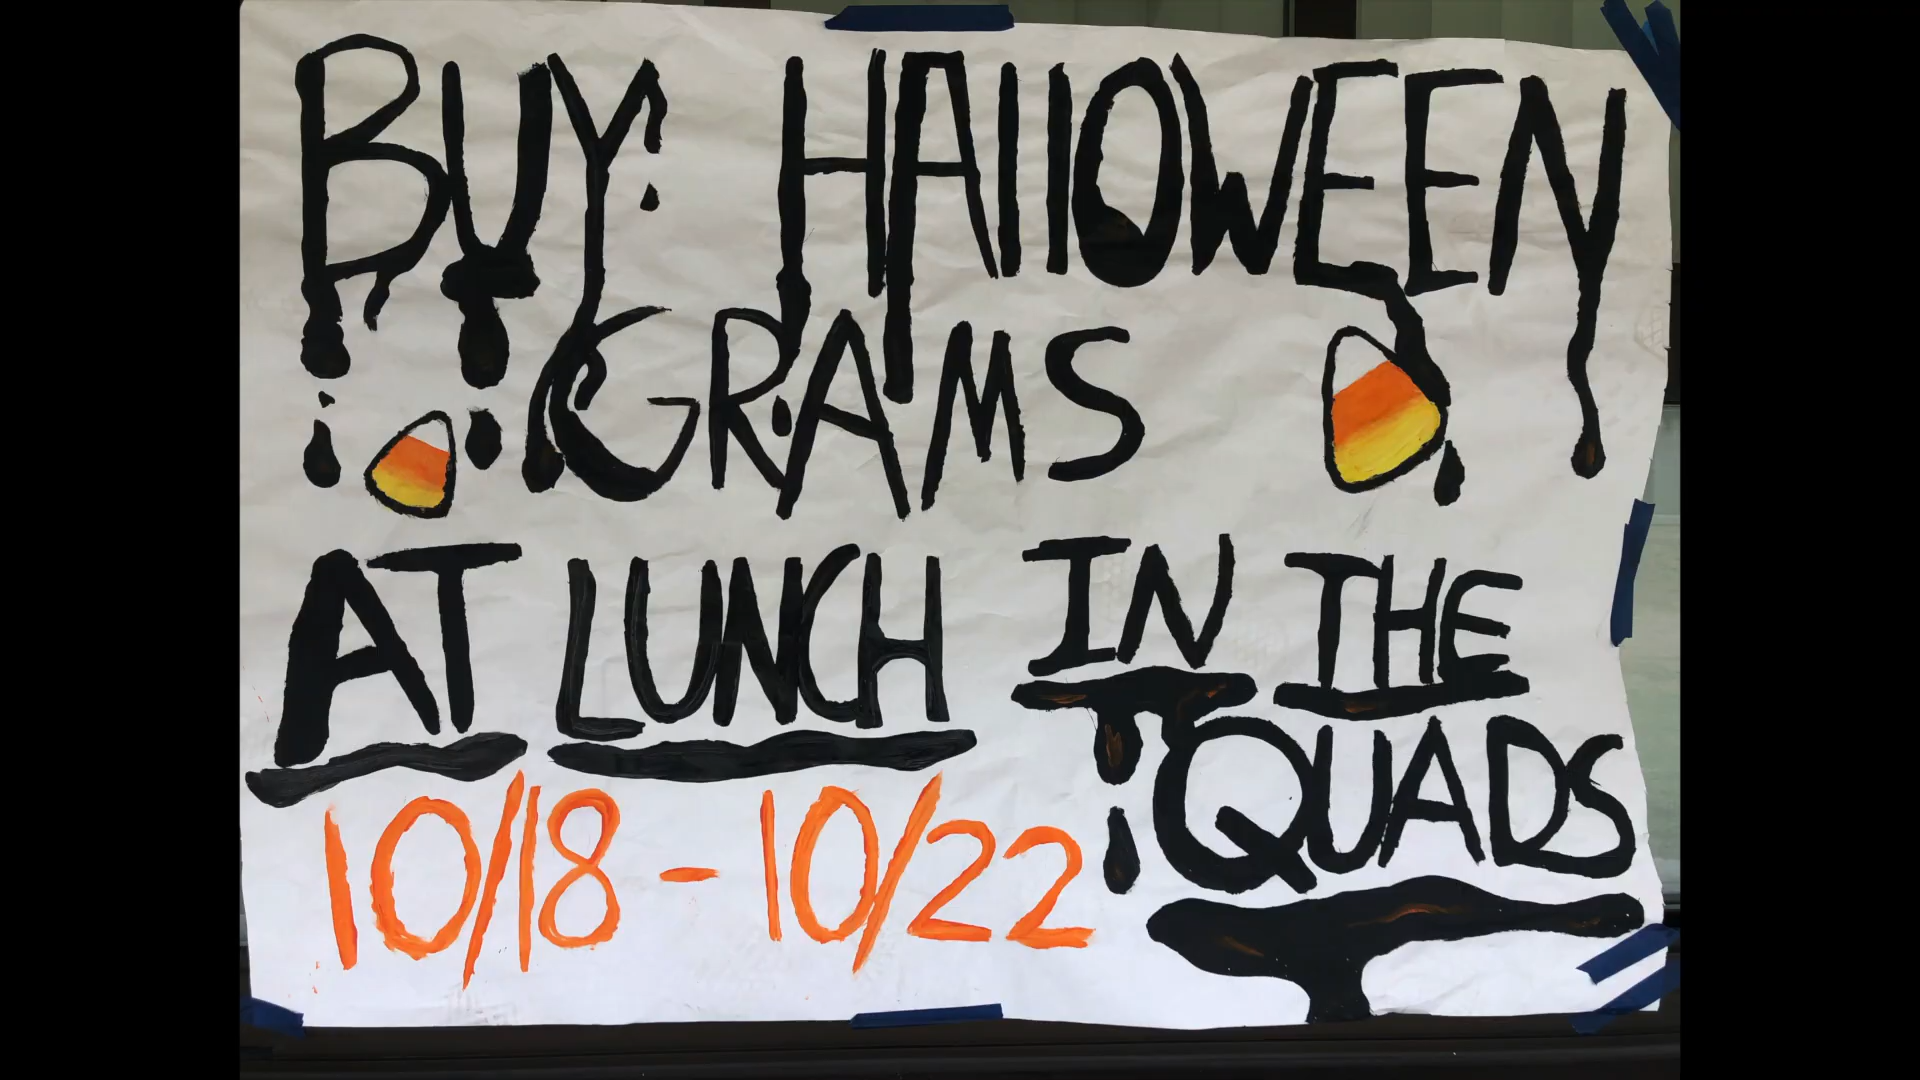 BUY: HAllOWEEN
GRAMS
AT LUNCH IN THE
QUADS
10/18 - 10/22